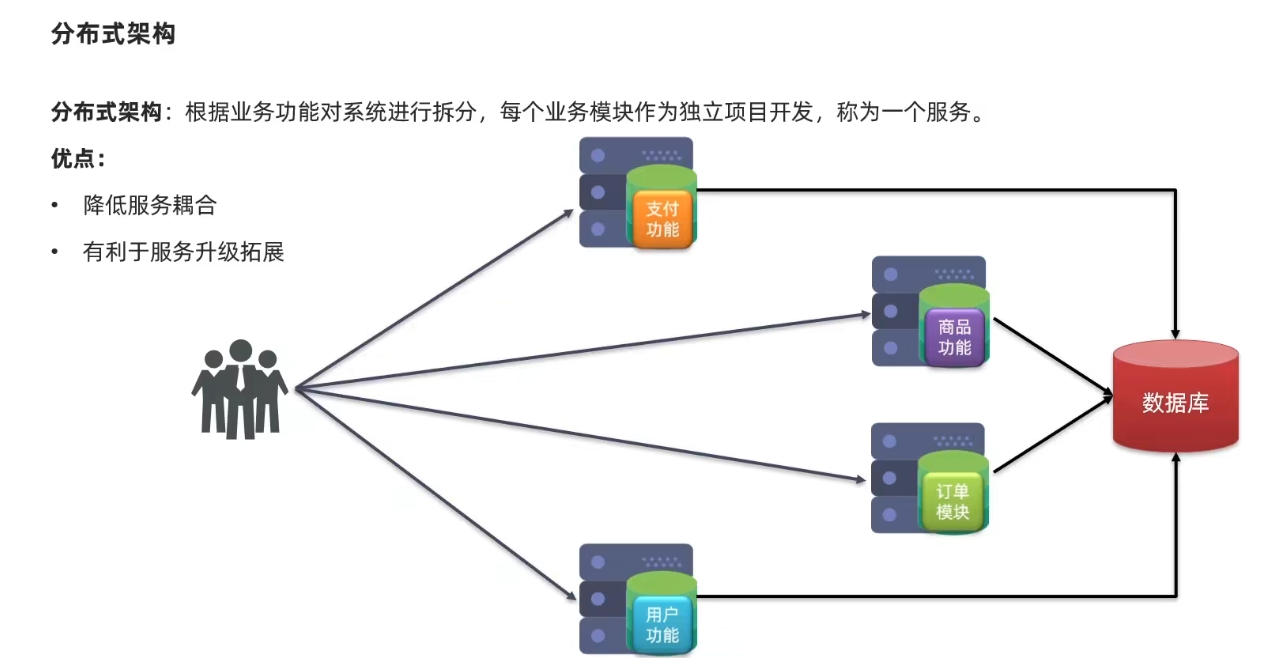 分布式架构
分布式架构：根据业务功能对系统进行拆分，每个业务模块作为独立项目开发，称为一个服务。
优点：
• 降低服务耦合
• 有利于服务升级拓展
支付
功能
商品
功能
数据库
订单
模块
用户
功能